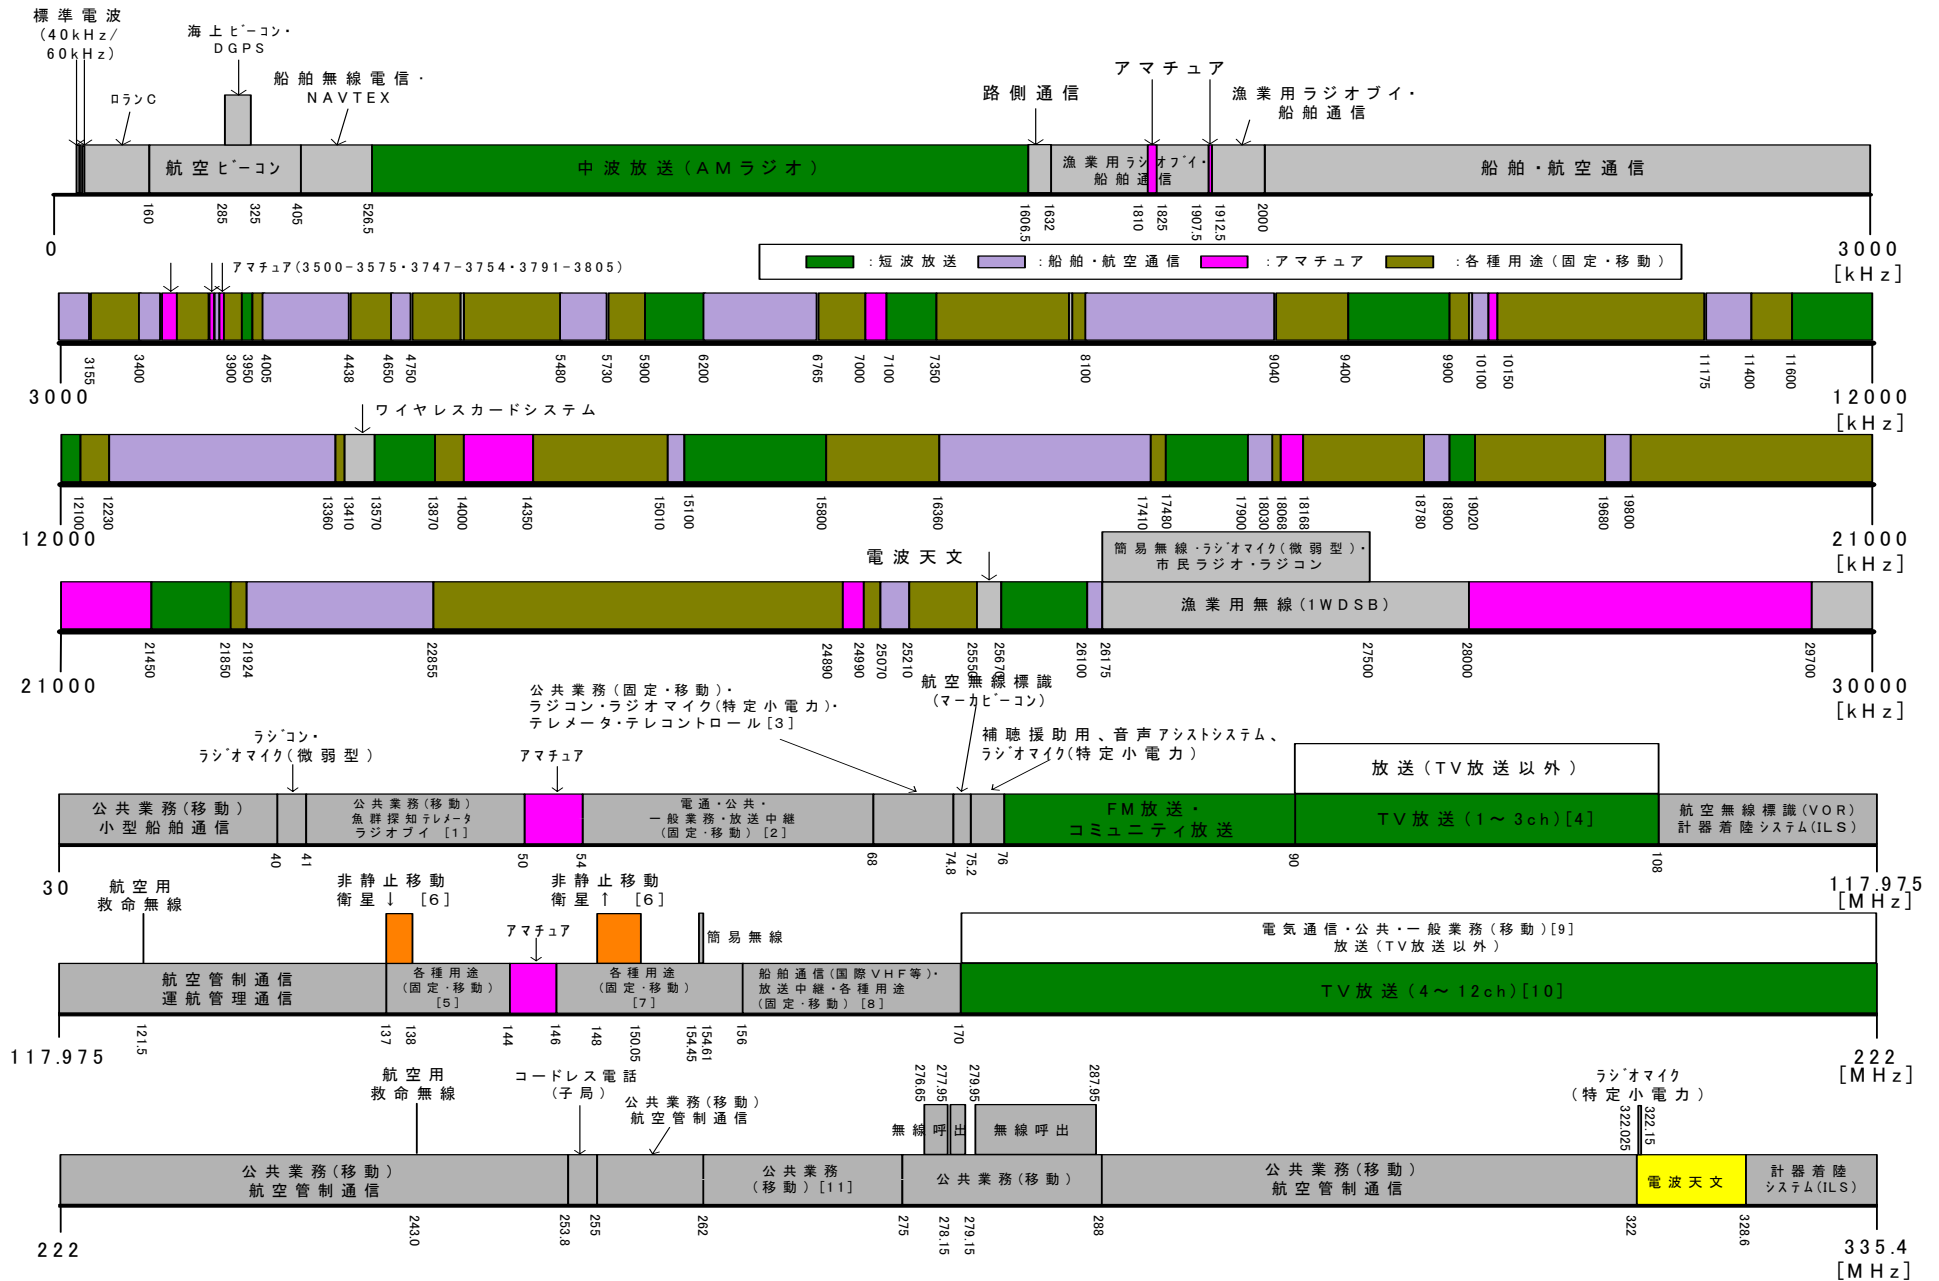 標準電波
(40kHz/
60kHz)
海上ビーコン・
DGPS
船舶無線電信・
NAVTEX
ロランC
路側通信
アマチュア
漁業用ラジオブイ・
船舶通信
航空ビーコン
中波放送(AMラジオ)
漁業用ラジオブイ・
船舶通信
船舶・航空通信
160
285
325
405
526.5
1606.5
1632
1810
1825
1907.5
1912.5
2000
0
3000
[kHz]
アマチュア(3500-3575・3747-3754・3791-3805)
:短波放送
:船舶・航空通信
:アマチュア
:各種用途(固定・移動)
3155
3400
3900
3950
4005
4438
4650
4750
5480
5730
5900
6200
6765
7000
7100
7350
8100
9040
9400
9900
10100
10150
11175
11400
11600
3000
12000
[kHz]
ワイヤレスカードシステム
12100
12230
13360
13410
13570
13870
14000
14350
15010
15100
15800
16360
17410
17480
17900
18030
18068
18168
18780
18900
19020
19680
19800
12000
21000
[kHz]
電波天文
簡易無線・ラジオマイク(微弱型)・
市民ラジオ・ラジコン
漁業用無線(1WDSB)
21450
21850
21924
22855
24890
24990
25070
25210
25550
25670
26100
26175
27500
28000
29700
21000
30000
[kHz]
ラジコン・
ラジオマイク(微弱型)
アマチュア
公共業務(固定・移動)・
ラジコン・ラジオマイク(特定小電力)・
テレメータ・テレコントロール[3]
航空無線標識
(マーカビーコン)
補聴援助用、音声アシストシステム、
ラジオマイク(特定小電力)
放送(TV放送以外)
公共業務(移動)
小型船舶通信
公共業務(移動)
魚群探知テレメータ
ラジオブイ[1]
電通・公共・
一般業務・放送中継
(固定・移動)[2]
FM放送・
コミュニティ放送
TV放送(1～3ch)[4]
航空無線標識(VOR)
計器着陸システム(ILS)
40
41
50
54
68
74.8
75.2
76
90
108
30
117.975
[MHz]
航空用
救命無線
非静止移動
衛星↓ [6]
アマチュア
非静止移動
衛星↑ [6]
簡易無線
電気通信・公共・一般業務(移動)[9]
放送(TV放送以外)
航空管制通信
運航管理通信
各種用途
(固定・移動)
[5]
各種用途
(固定・移動)
[7]
船舶通信(国際VHF等)・
放送中継・各種用途
(固定・移動)[8]
TV放送(4～12ch)[10]
121.5
137
138
144
146
148
150.05
154.45
154.61
156
170
117.975
222
[MHz]
航空用
救命無線
コードレス電話
(子局)
公共業務(移動)
航空管制通信
276.65
277.95
279.95
287.95
無線呼出
無線呼出
ラジオマイク
(特定小電力)
322.025
322.15
公共業務(移動)
航空管制通信
公共業務
(移動)[11]
公共業務(移動)
公共業務(移動)
航空管制通信
電波天文
計器着陸
システム(ILS)
243.0
253.8
255
262
275
278.15
279.15
288
322
328.6
222
335.4
[MHz]